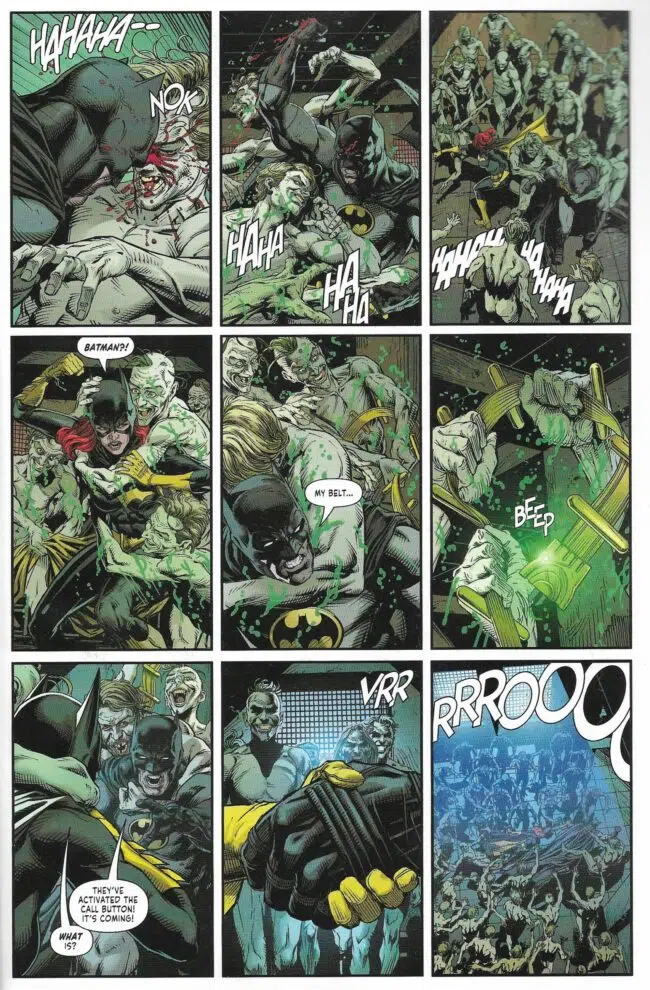 HAHAHA--
NOK
HAHA
HA
HA
HAHAHA
HA
HAHA
BATMAN?!
MY BELT...
BEEP
THEY'VE
ACTIVATED THE
CALL BUTTON!
IT'S COMING!
WHAT
IS?
VRR
RRROOO